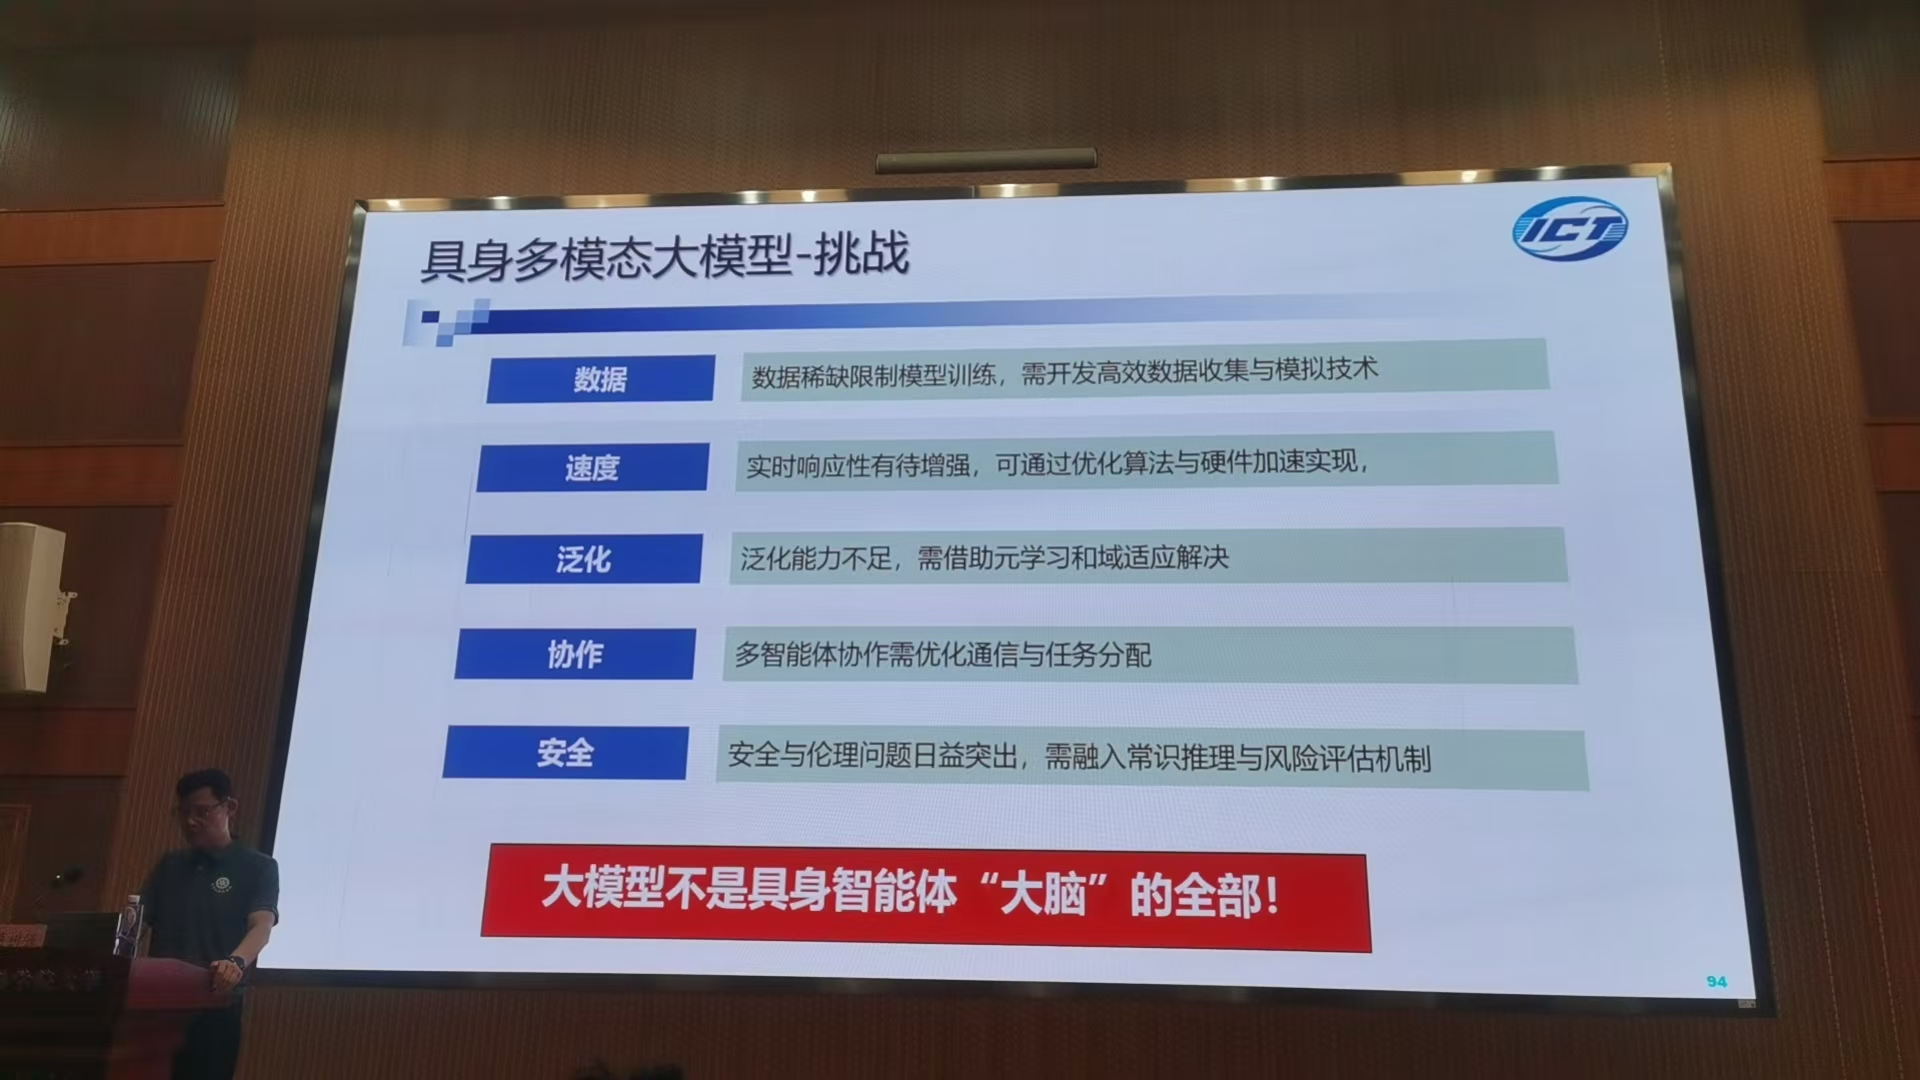 具身多模态大模型-挑战
ICT
数据
数据稀缺限制模型训练，需开发高效数据收集与模拟技术
速度
实时响应性有待增强，可通过优化算法与硬件加速实现，
泛化
泛化能力不足，需借助元学习和域适应解决
协作
多智能体协作需优化通信与任务分配
安全
安全与伦理问题日益突出，需融入常识推理与风险评估机制
大模型不是具身智能体“大脑”的全部！
94